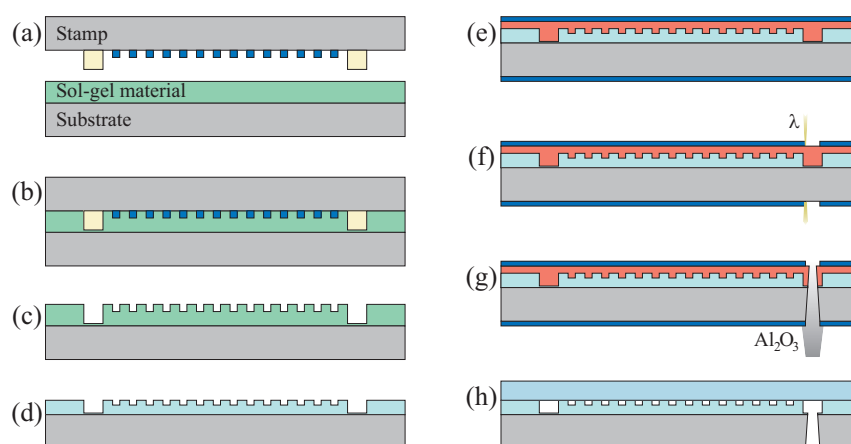 (a)
Stamp
Sol-gel material
Substrate
(b)
(c)
(d)
(e)
λ
(f)
(g)
Al₂O₃
(h)